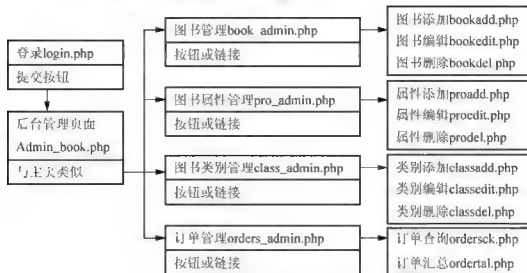 登录login.php
提交按钮
后台管理页面
Admin_book.php
与主页类似
图书管理book_admin.php
按钮或链接
图书属性管理pro_admin.php
按钮或链接
图书类别管理class_admin.php
按钮或链接
订单管理orders_admin.php
按钮或链接
图书添加bookadd.php
图书编辑bookedit.php
图书删除bookdel.php
属性添加proadd.php
属性编辑proedit.php
属性删除prodel.php
类别添加classadd.php
类别编辑classedit.php
类别删除classdel.php
订单查询ordersck.php
订单汇总ordertal.php